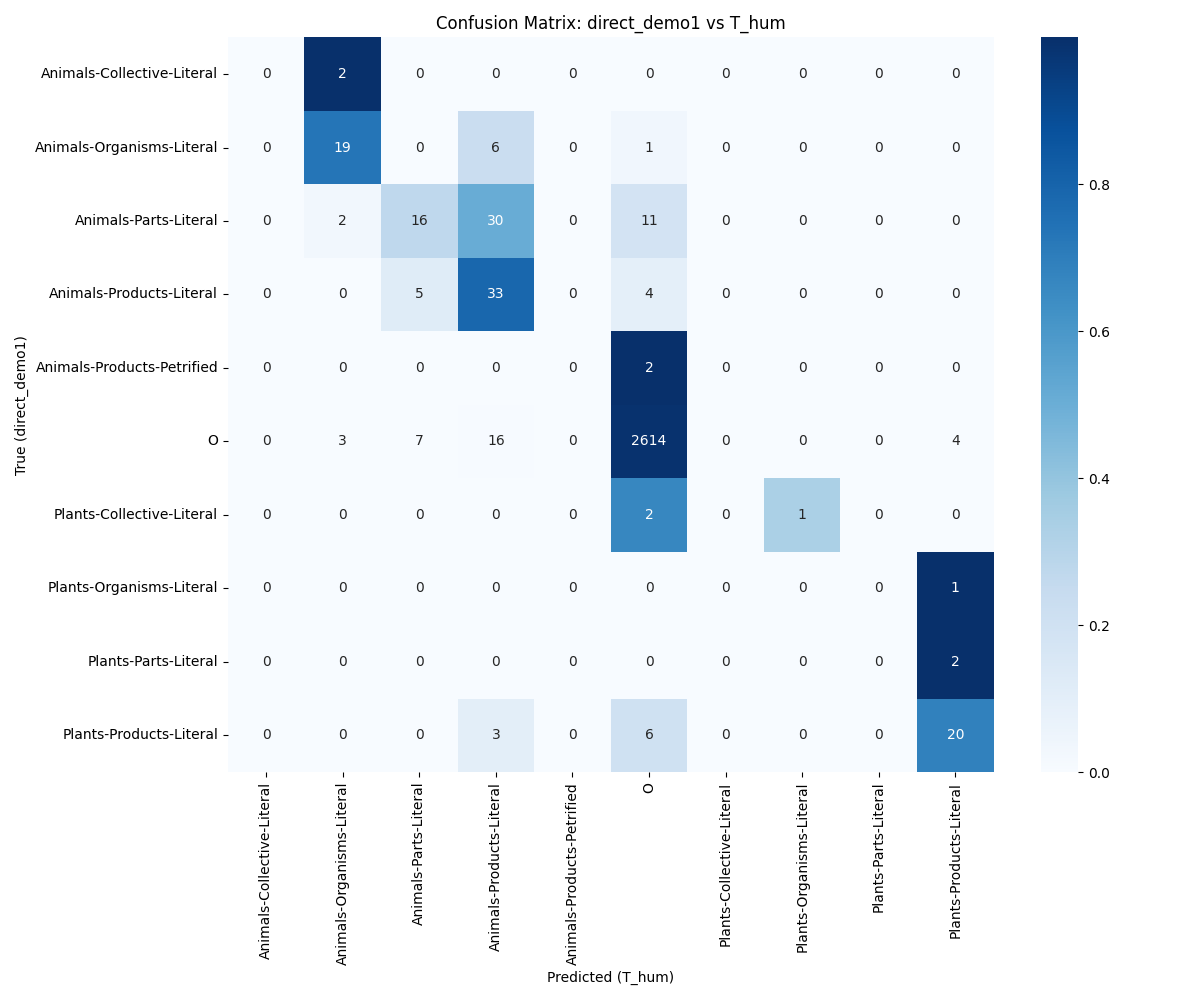 Confusion Matrix: direct_demo1 vs T_hum
True (direct_demo1)
Animals-Collective-Literal 0 2 0 0 0 0 0 0 0 0
Animals-Organisms-Literal 0 19 0 6 0 1 0 0 0 0
Animals-Parts-Literal 0 2 16 30 0 11 0 0 0 0
Animals-Products-Literal 0 0 5 33 0 4 0 0 0 0
Animals-Products-Petrified 0 0 0 0 0 2 0 0 0 0
O 0 3 7 16 0 2614 0 0 0 4
Plants-Collective-Literal 0 0 0 0 0 2 0 1 0 0
Plants-Organisms-Literal 0 0 0 0 0 0 0 0 0 1
Plants-Parts-Literal 0 0 0 0 0 0 0 0 0 2
Plants-Products-Literal 0 0 0 3 0 6 0 0 0 20
Animals-Collective-Literal
Animals-Organisms-Literal
Animals-Parts-Literal
Animals-Products-Literal
Animals-Products-Petrified
O
Plants-Collective-Literal
Plants-Organisms-Literal
Plants-Parts-Literal
Plants-Products-Literal
Predicted (T_hum)
0.8
0.6
0.4
0.2
0.0